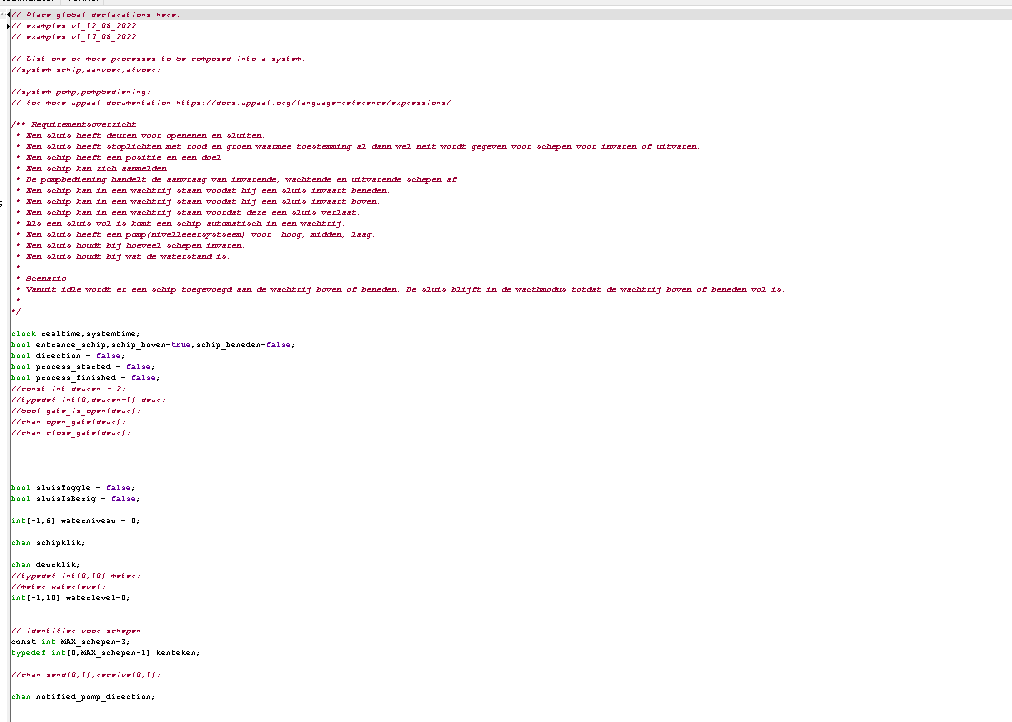 // Place global declarations here.
// examples v1_12_08_2022
// examples v1_17_08_2022
// List one or more processes to be composed into a system.
//system schip,aanvoer,afvoer;
//system pomp,pompbediening;
// for more uppaal documentation https://docs.uppaal.org/language-reference/expressions/
/** Requirementsoverzicht
* Een sluis heeft deuren voor openenen en sluiten.
* Een sluis heeft stoplichten met rood en groen waarmee toestemming al dan wel neit wordt gegeven voor schepen voor invaren of uitvaren.
* Een schip heeft een positie en een doel
* Een schip kan zich aanmelden
* De pompbediening handelt de aanvraag van invarende, wachtende en uitvarende schepen af
* Een schip kan in een wachtrij staan voodat hij een sluis invaart beneden.
* Een schip kan in een wachtrij staan voodat hij een sluis invaart boven.
* Een schip kan in een wachtrij staan voordat deze een sluis verlaat.
* Als een sluis vol is komt een schip automatisch in een wachtrij.
* Een sluis heeft een pomp(nivelleersysteem) voor hoog, midden, laag.
* Een sluis houdt bij hoeveel schepen invaren.
* Een sluis houdt bij wat de waterstand is.
*
* Scenario
* Vanuit idle wordt er een schip toegevoegd aan de wachtrij boven of beneden. De sluis blijft in de wacthmodus totdat de wachtrij boven of beneden vol is.
*
*/
clock realtime,systemtime;
bool entrance_schip,schip_boven=true,schip_beneden=false;
bool direction = false;
bool process_started = false;
bool process_finished = false;
//const int deuren = 2;
//typedef int[0,deuren-1] deur;
//bool gate_is_open[deur];
//chan open_gate[deur];
//chan close_gate[deur];
bool sluisToggle = false;
bool sluisIsBezig = false;
int[-1,6] waterniveau = 0;
chan schipklik;
chan deurklik;
//typedef int[0,10] meter;
//meter waterlevel;
int[-1,10] waterlevel=0;
// identities voor schepen
const int MAX_schepen=3;
typedef int[0,MAX_schepen-1] kenteken;
//chan send[0,1],receive[0,1];
chan notified_pomp_direction;